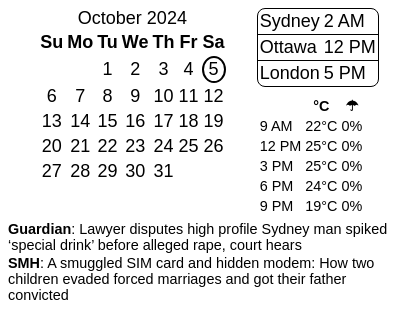 October 2024
Su Mo Tu We Th Fr Sa
1 2 3 4 5
6 7 8 9 10 11 12
13 14 15 16 17 18 19
20 21 22 23 24 25 26
27 28 29 30 31
Sydney 2 AM
Ottawa 12 PM
London 5 PM
°C ☂
9 AM 22°C 0%
12 PM 25°C 0%
3 PM 25°C 0%
6 PM 24°C 0%
9 PM 19°C 0%
Guardian: Lawyer disputes high profile Sydney man spiked
‘special drink’ before alleged rape, court hears
SMH: A smuggled SIM card and hidden modem: How two
children evaded forced marriages and got their father
convicted